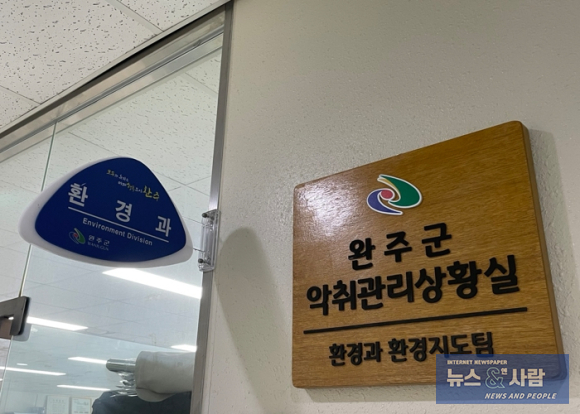 환경과
Environment Division
완주군
완주군
악취관리상황실
환경과 환경지도팀
INTERNET NEWSPAPER
뉴스&사람
NEWS AND PEOPLE